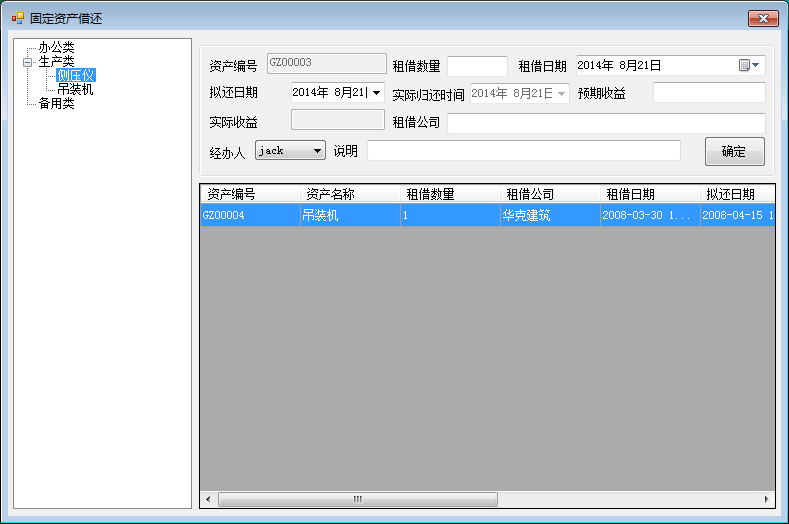 固定资产借还
办公类
生产类
侧压仪
吊装机
备用类
资产编号 GZ00003 租借数量 租借日期 2014年 8月21日
拟还日期 2014年 8月21 实际归还时间 2014年 8月21日 预期收益
实际收益 租借公司
经办人 jack 说明 确定
资产编号 资产名称 租借数量 租借公司 租借日期 拟还日期
GZ00004 吊装机 1 华克建筑 2008-03-30 1... 2008-04-15 1